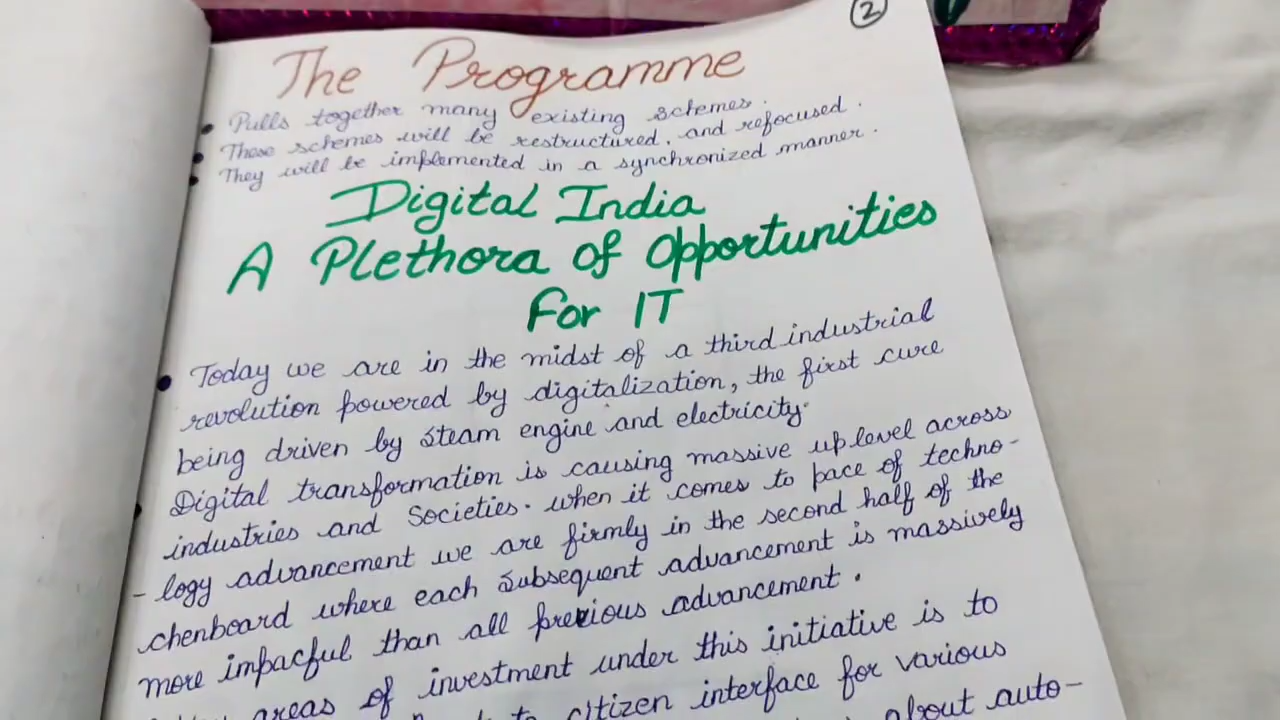 2
The Programme
Pulls together many existing schemes.
These schemes will be restructured, and refocused.
They will be implemented in a synchronized manner.
Digital India
A Plethora of Opportunities
for IT
Today we are in the midst of a third industrial
revolution powered by digitalization, the first cure
being driven by steam engine and electricity.
Digital transformation is causing massive uplevel across
industries and Societies. when it comes to pace of techno-
- logy advancement we are firmly in the second half of the
chenboard where each subsequent advancement is massively
more impacful than all previous advancement.
areas of investment under this initiative is to
citizen interface for various
about auto-